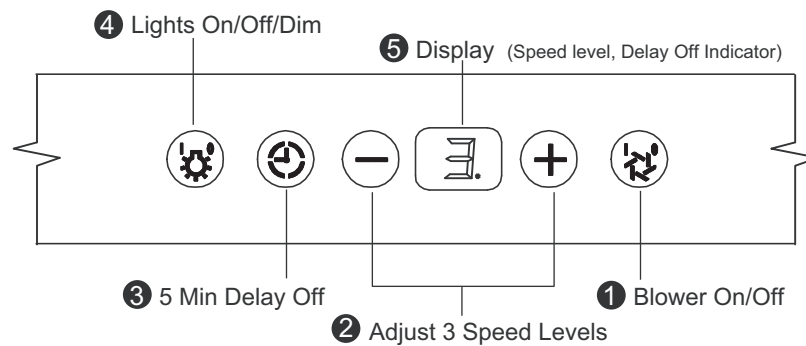 4 Lights On/Off/Dim
5 Display (Speed level, Delay Off Indicator)
3.
3 5 Min Delay Off
1 Blower On/Off
2 Adjust 3 Speed Levels